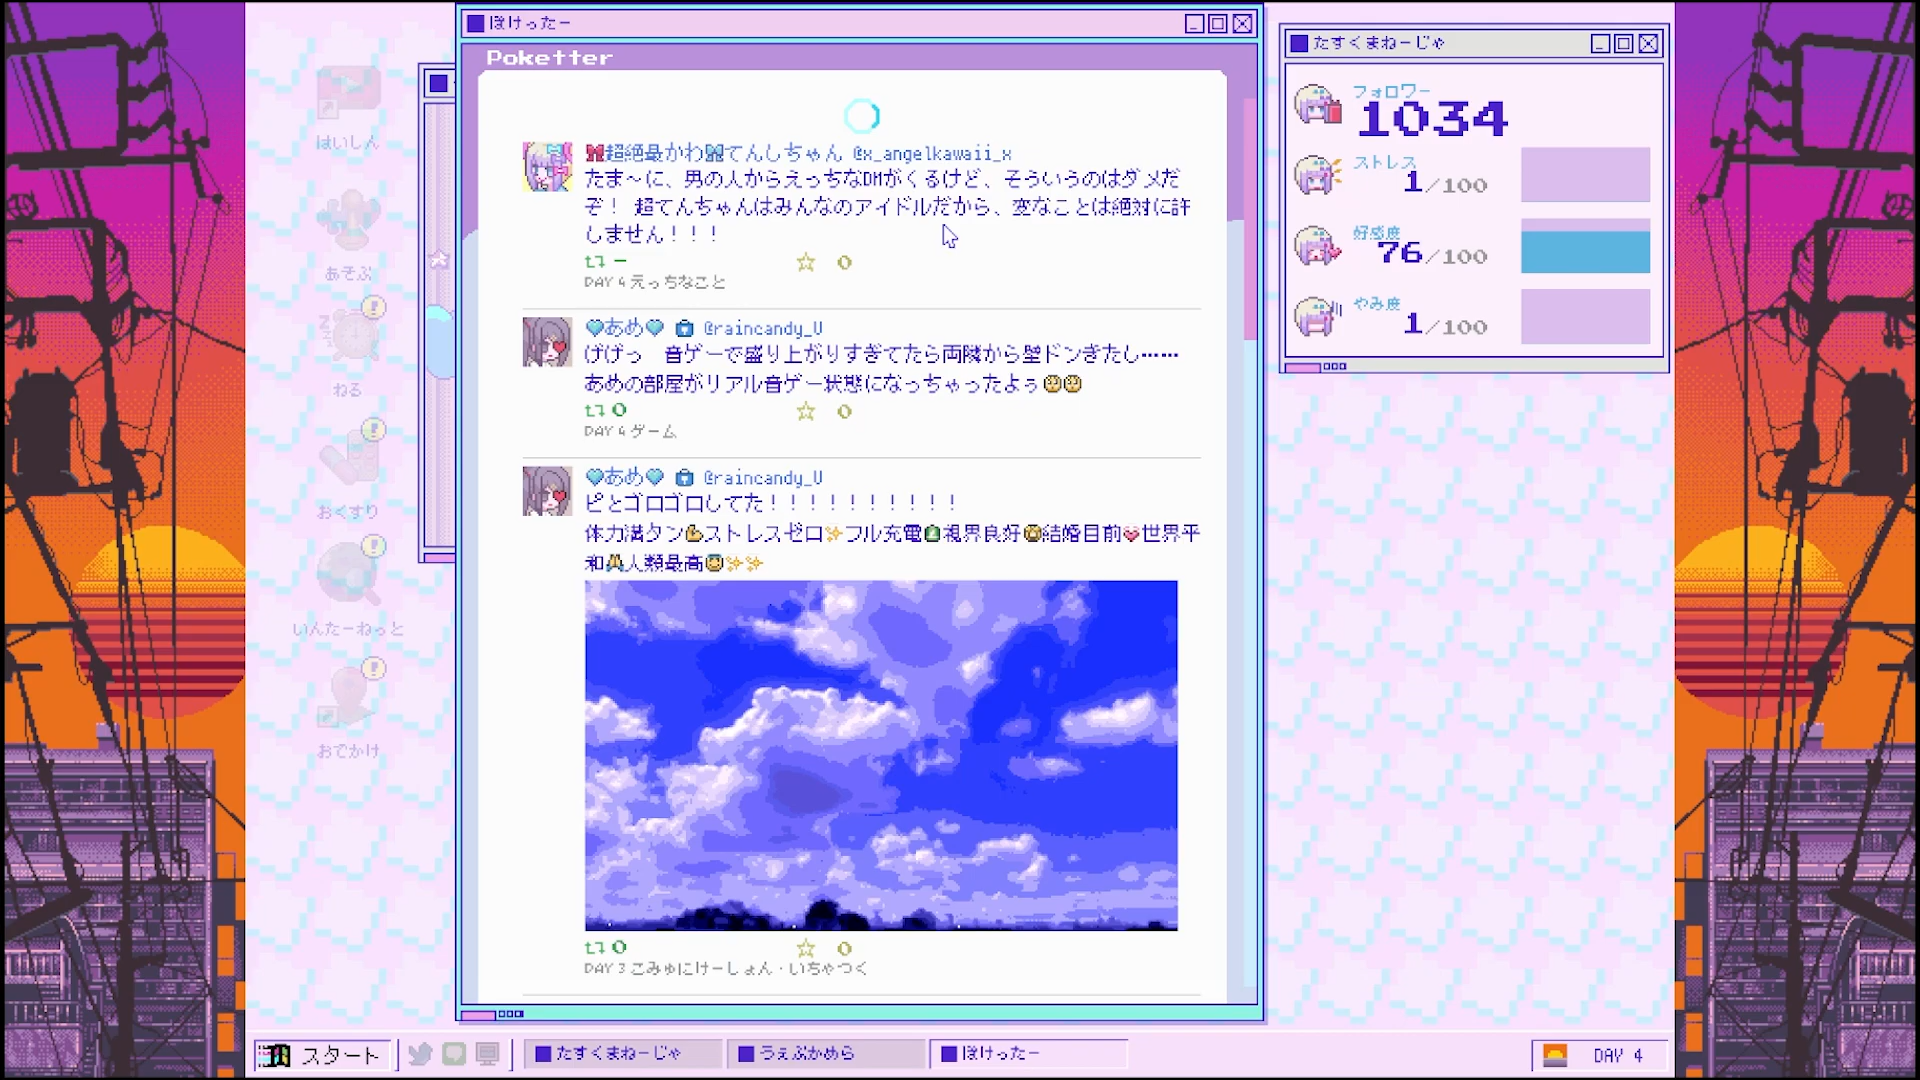 ぽけったー
Poketter
超絶最かわてんしちゃん @x_angelkawaii_x
たま〜に、男の人からえっちなDMがくるけど、そういうのはダメだ
ぞ! 超てんちゃんはみんなのアイドルだから、変なことは絶対に許
しません!!!
0
DAY 4 えっちなこと
あめ @raincandy_U
げげっ 音ゲーで盛り上がりすぎてたら両隣から壁ドンきたし……
あめの部屋がリアル音ゲー状態になっちゃったよぅ
0 0
DAY 4 ゲーム
あめ @raincandy_U
ピとゴロゴロしてた!!!!!!!!!!
体力満タン💪ストレスゼロ✨フル充電🔋視界良好結婚目前世界平
和🙏人類最高😇✨✨
0 0
DAY 3 こみゅにけーしょん・いちゃつく
たすくまねーじゃ
フォロワー
1034
ストレス
1/100
好感度
76/100
やみ度
1/100
はいしん
あそぶ
ねる
おくすり
いんたーねっと
おでかけ
スタート
たすくまねーじゃ
うぇぶかめら
ぽけったー
DAY 4